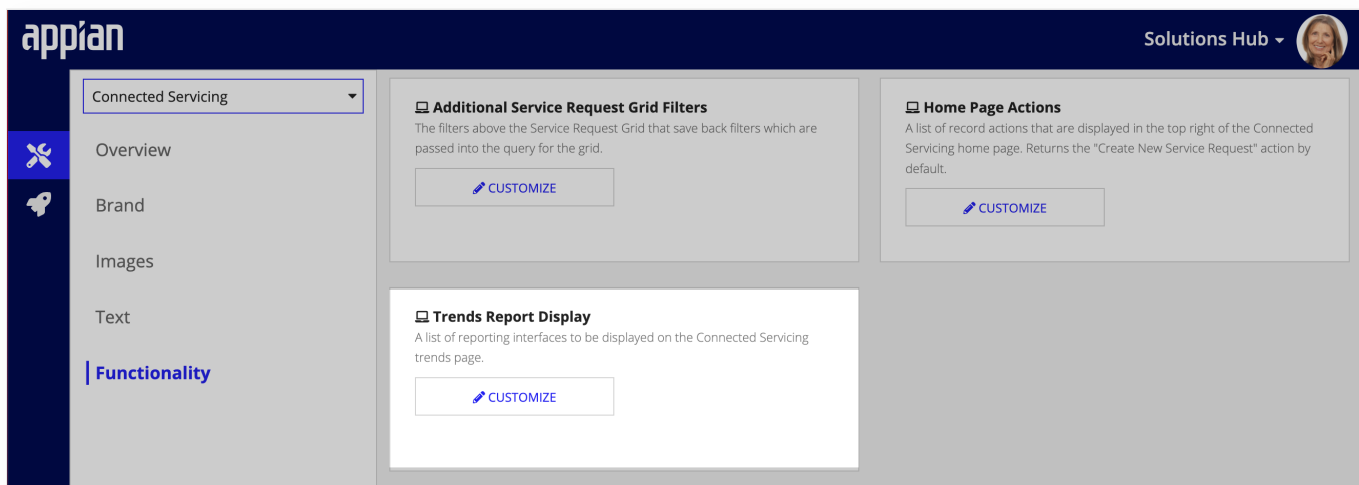 appian
Solutions Hub
Connected Servicing
Overview
Brand
Images
Text
Functionality
Additional Service Request Grid Filters
The filters above the Service Request Grid that save back filters which are
passed into the query for the grid.
CUSTOMIZE
Home Page Actions
A list of record actions that are displayed in the top right of the Connected
Servicing home page. Returns the "Create New Service Request" action by
default.
CUSTOMIZE
Trends Report Display
A list of reporting interfaces to be displayed on the Connected Servicing
trends page.
CUSTOMIZE